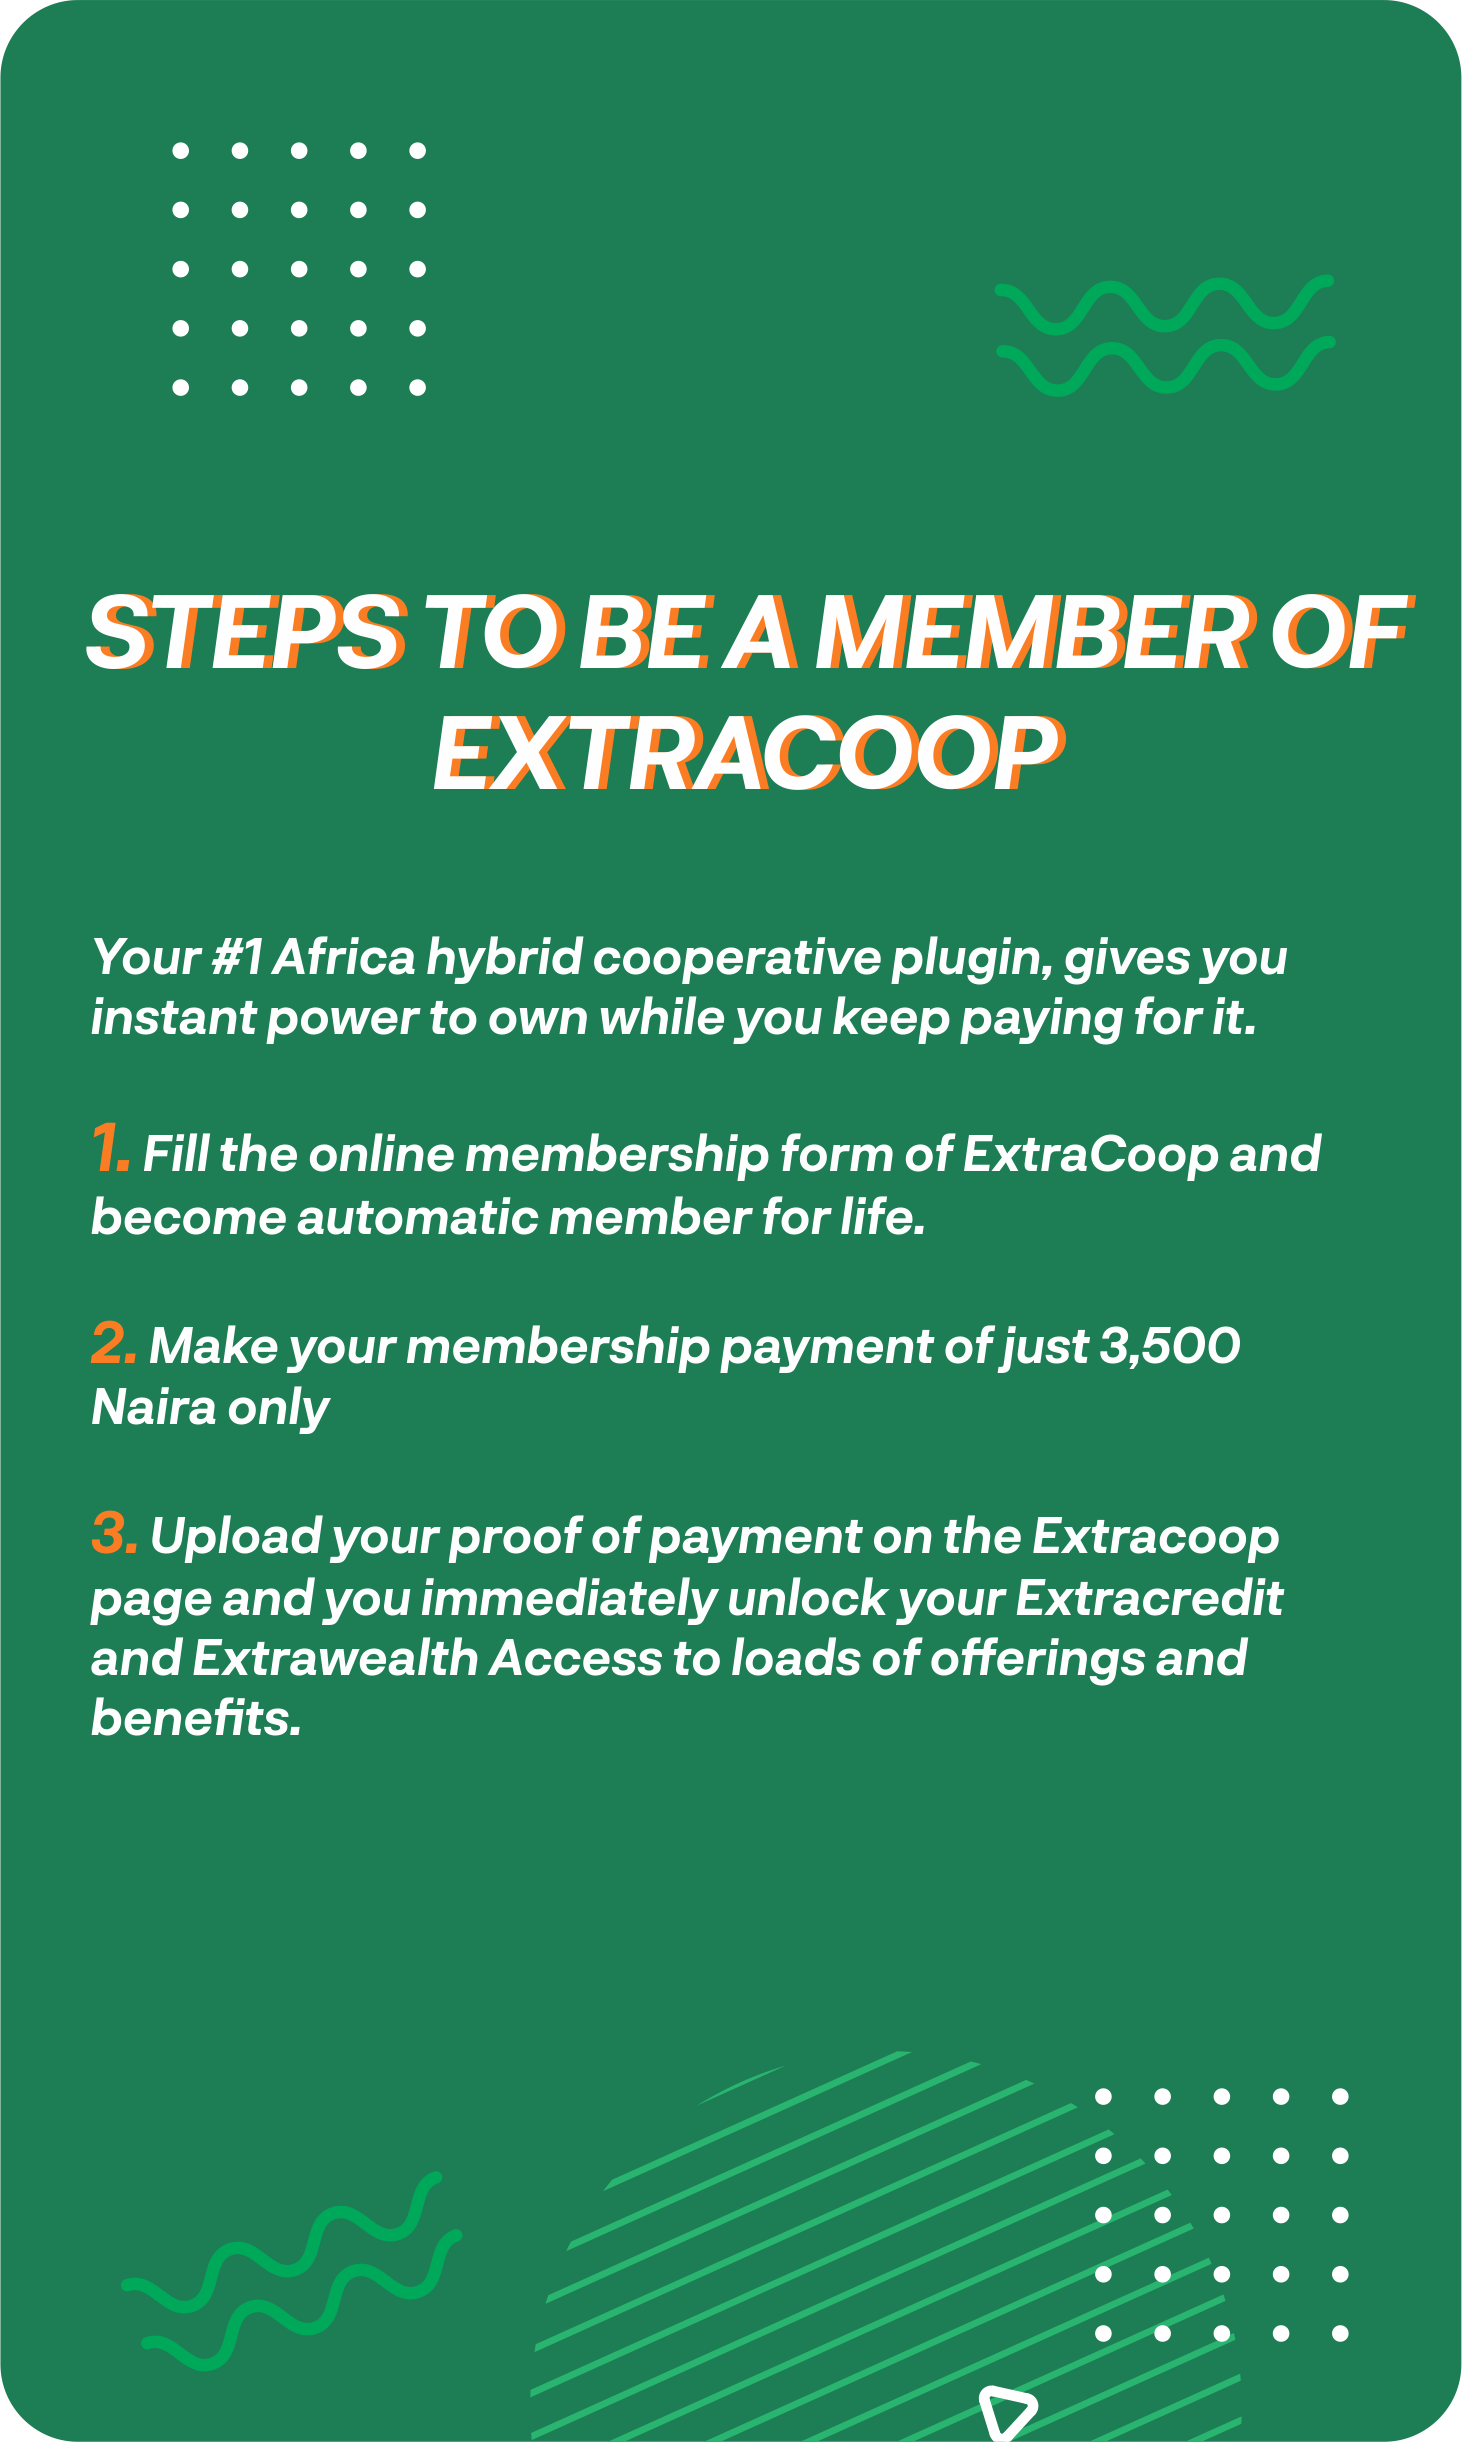 STEPS TO BE A MEMBER OF
EXTRACOOP
Your #1 Africa hybrid cooperative plugin, gives you
instant power to own while you keep paying for it.
1. Fill the online membership form of ExtraCoop and
become automatic member for life.
2. Make your membership payment of just 3,500
Naira only
3. Upload your proof of payment on the Extracoop
page and you immediately unlock your Extracredit
and Extrawealth Access to loads of offerings and
benefits.